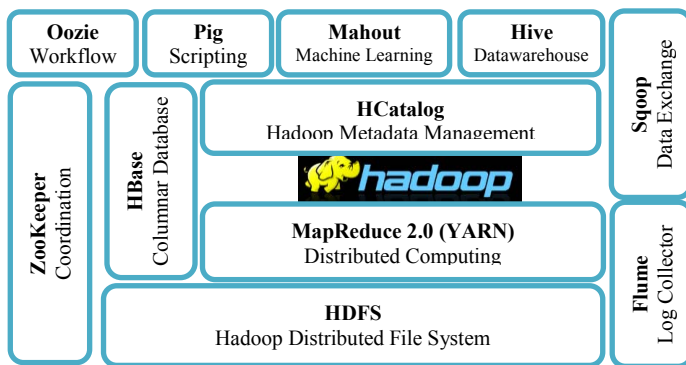 Oozie
Workflow
Pig
Scripting
Mahout
Machine Learning
Hive
Datawarehouse
Sqoop
Data Exchange
ZooKeeper
Coordination
HBase
Columnar Database
HCatalog
Hadoop Metadata Management
hadoop
MapReduce 2.0 (YARN)
Distributed Computing
Flume
Log Collector
HDFS
Hadoop Distributed File System